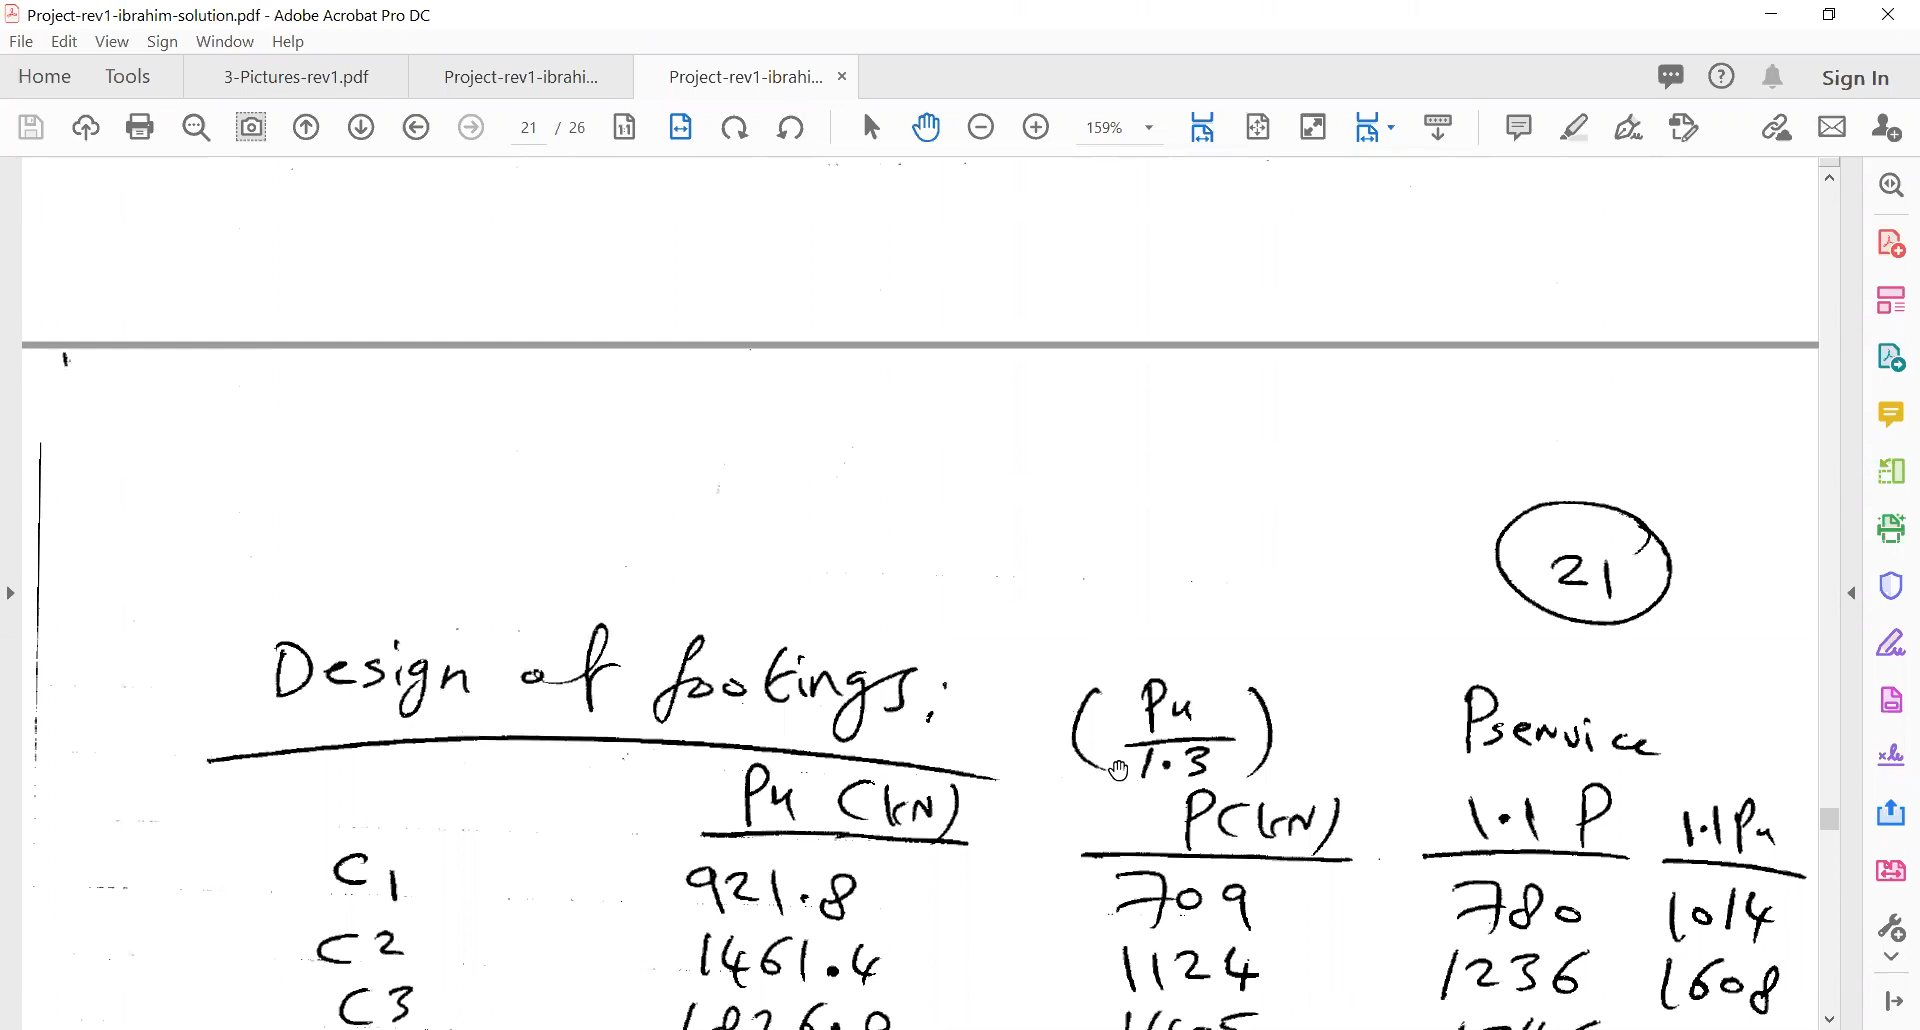 Project-rev1-ibrahim-solution.pdf - Adobe Acrobat Pro DC
File Edit View Sign Window Help
Home Tools 3-Pictures-rev1.pdf Project-rev1-ibrahi... Project-rev1-ibrahi... × Sign In
21 / 26 159%
21
Design of footings:
(Pu/1.3) Pservice
Pu (kN) P(kN) 1.1 P 1.1Pu
C1 921.8 709 780 1014
C2 1461.4 1124 1236 1608
C3